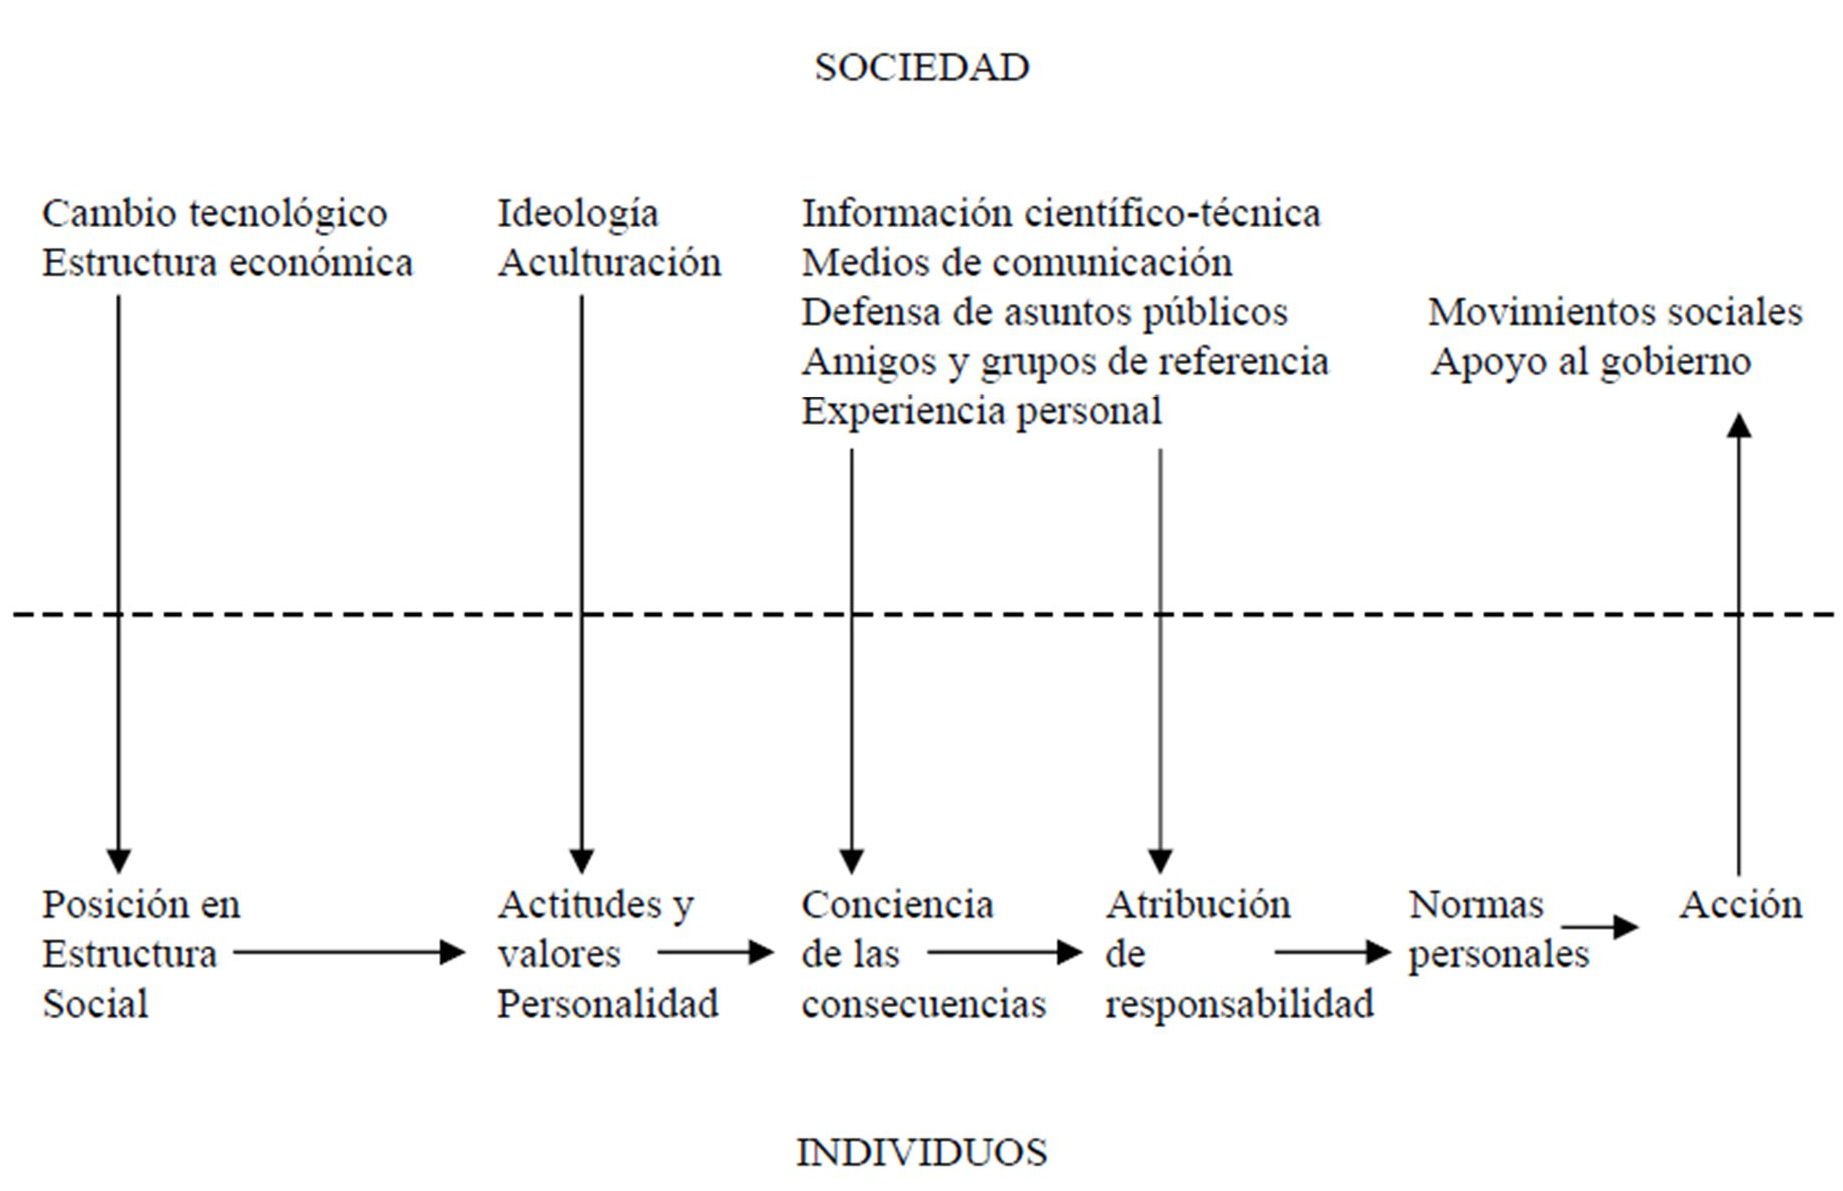 SOCIEDAD
Cambio tecnológico
Estructura económica
Ideología
Aculturación
Información científico-técnica
Medios de comunicación
Defensa de asuntos públicos
Amigos y grupos de referencia
Experiencia personal
Movimientos sociales
Apoyo al gobierno
Posición en
Estructura
Social
Actitudes y
valores
Personalidad
Conciencia
de las
consecuencias
Atribución
de
responsabilidad
Normas
personales
Acción
INDIVIDUOS